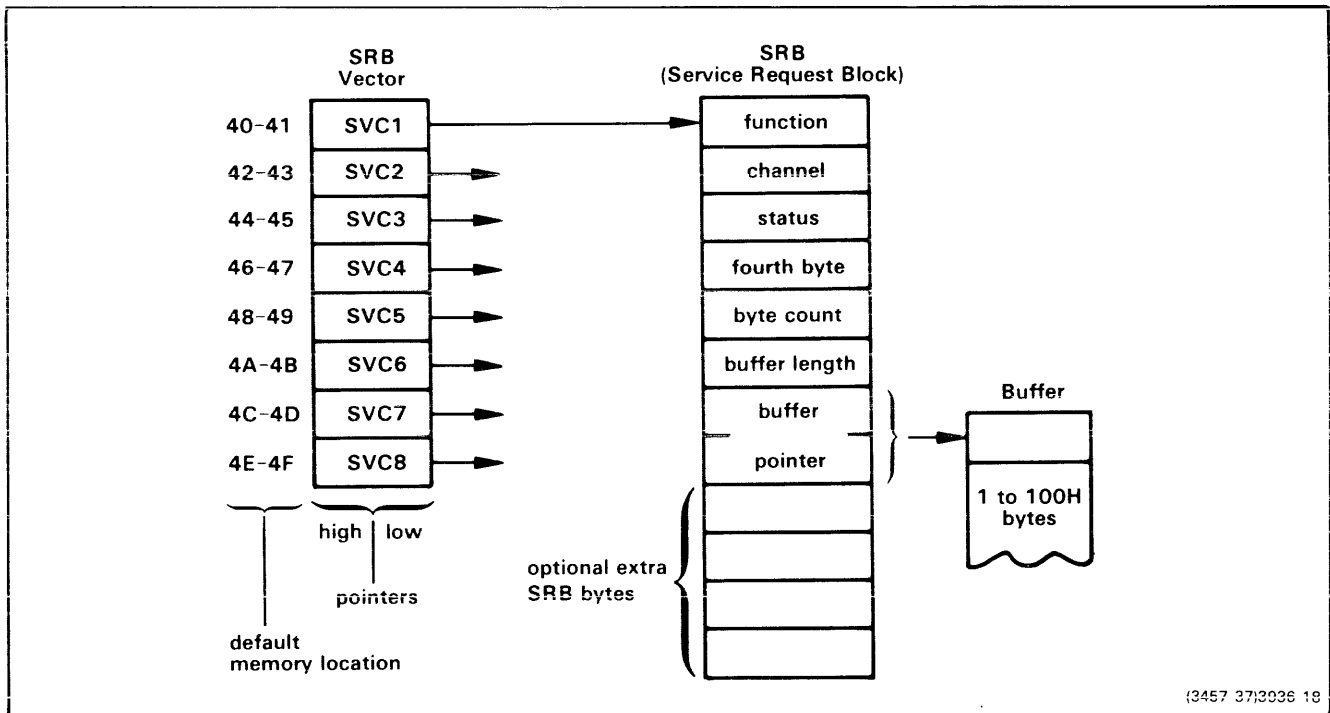 SRB
Vector
40-41 SVC1
42-43 SVC2
44-45 SVC3
46-47 SVC4
48-49 SVC5
4A-4B SVC6
4C-4D SVC7
4E-4F SVC8
high low
pointers
default
memory location
SRB
(Service Request Block)
function
channel
status
fourth byte
byte count
buffer length
buffer
pointer
optional extra
SRB bytes
Buffer
1 to 100H
bytes
(3457 37)3936 18